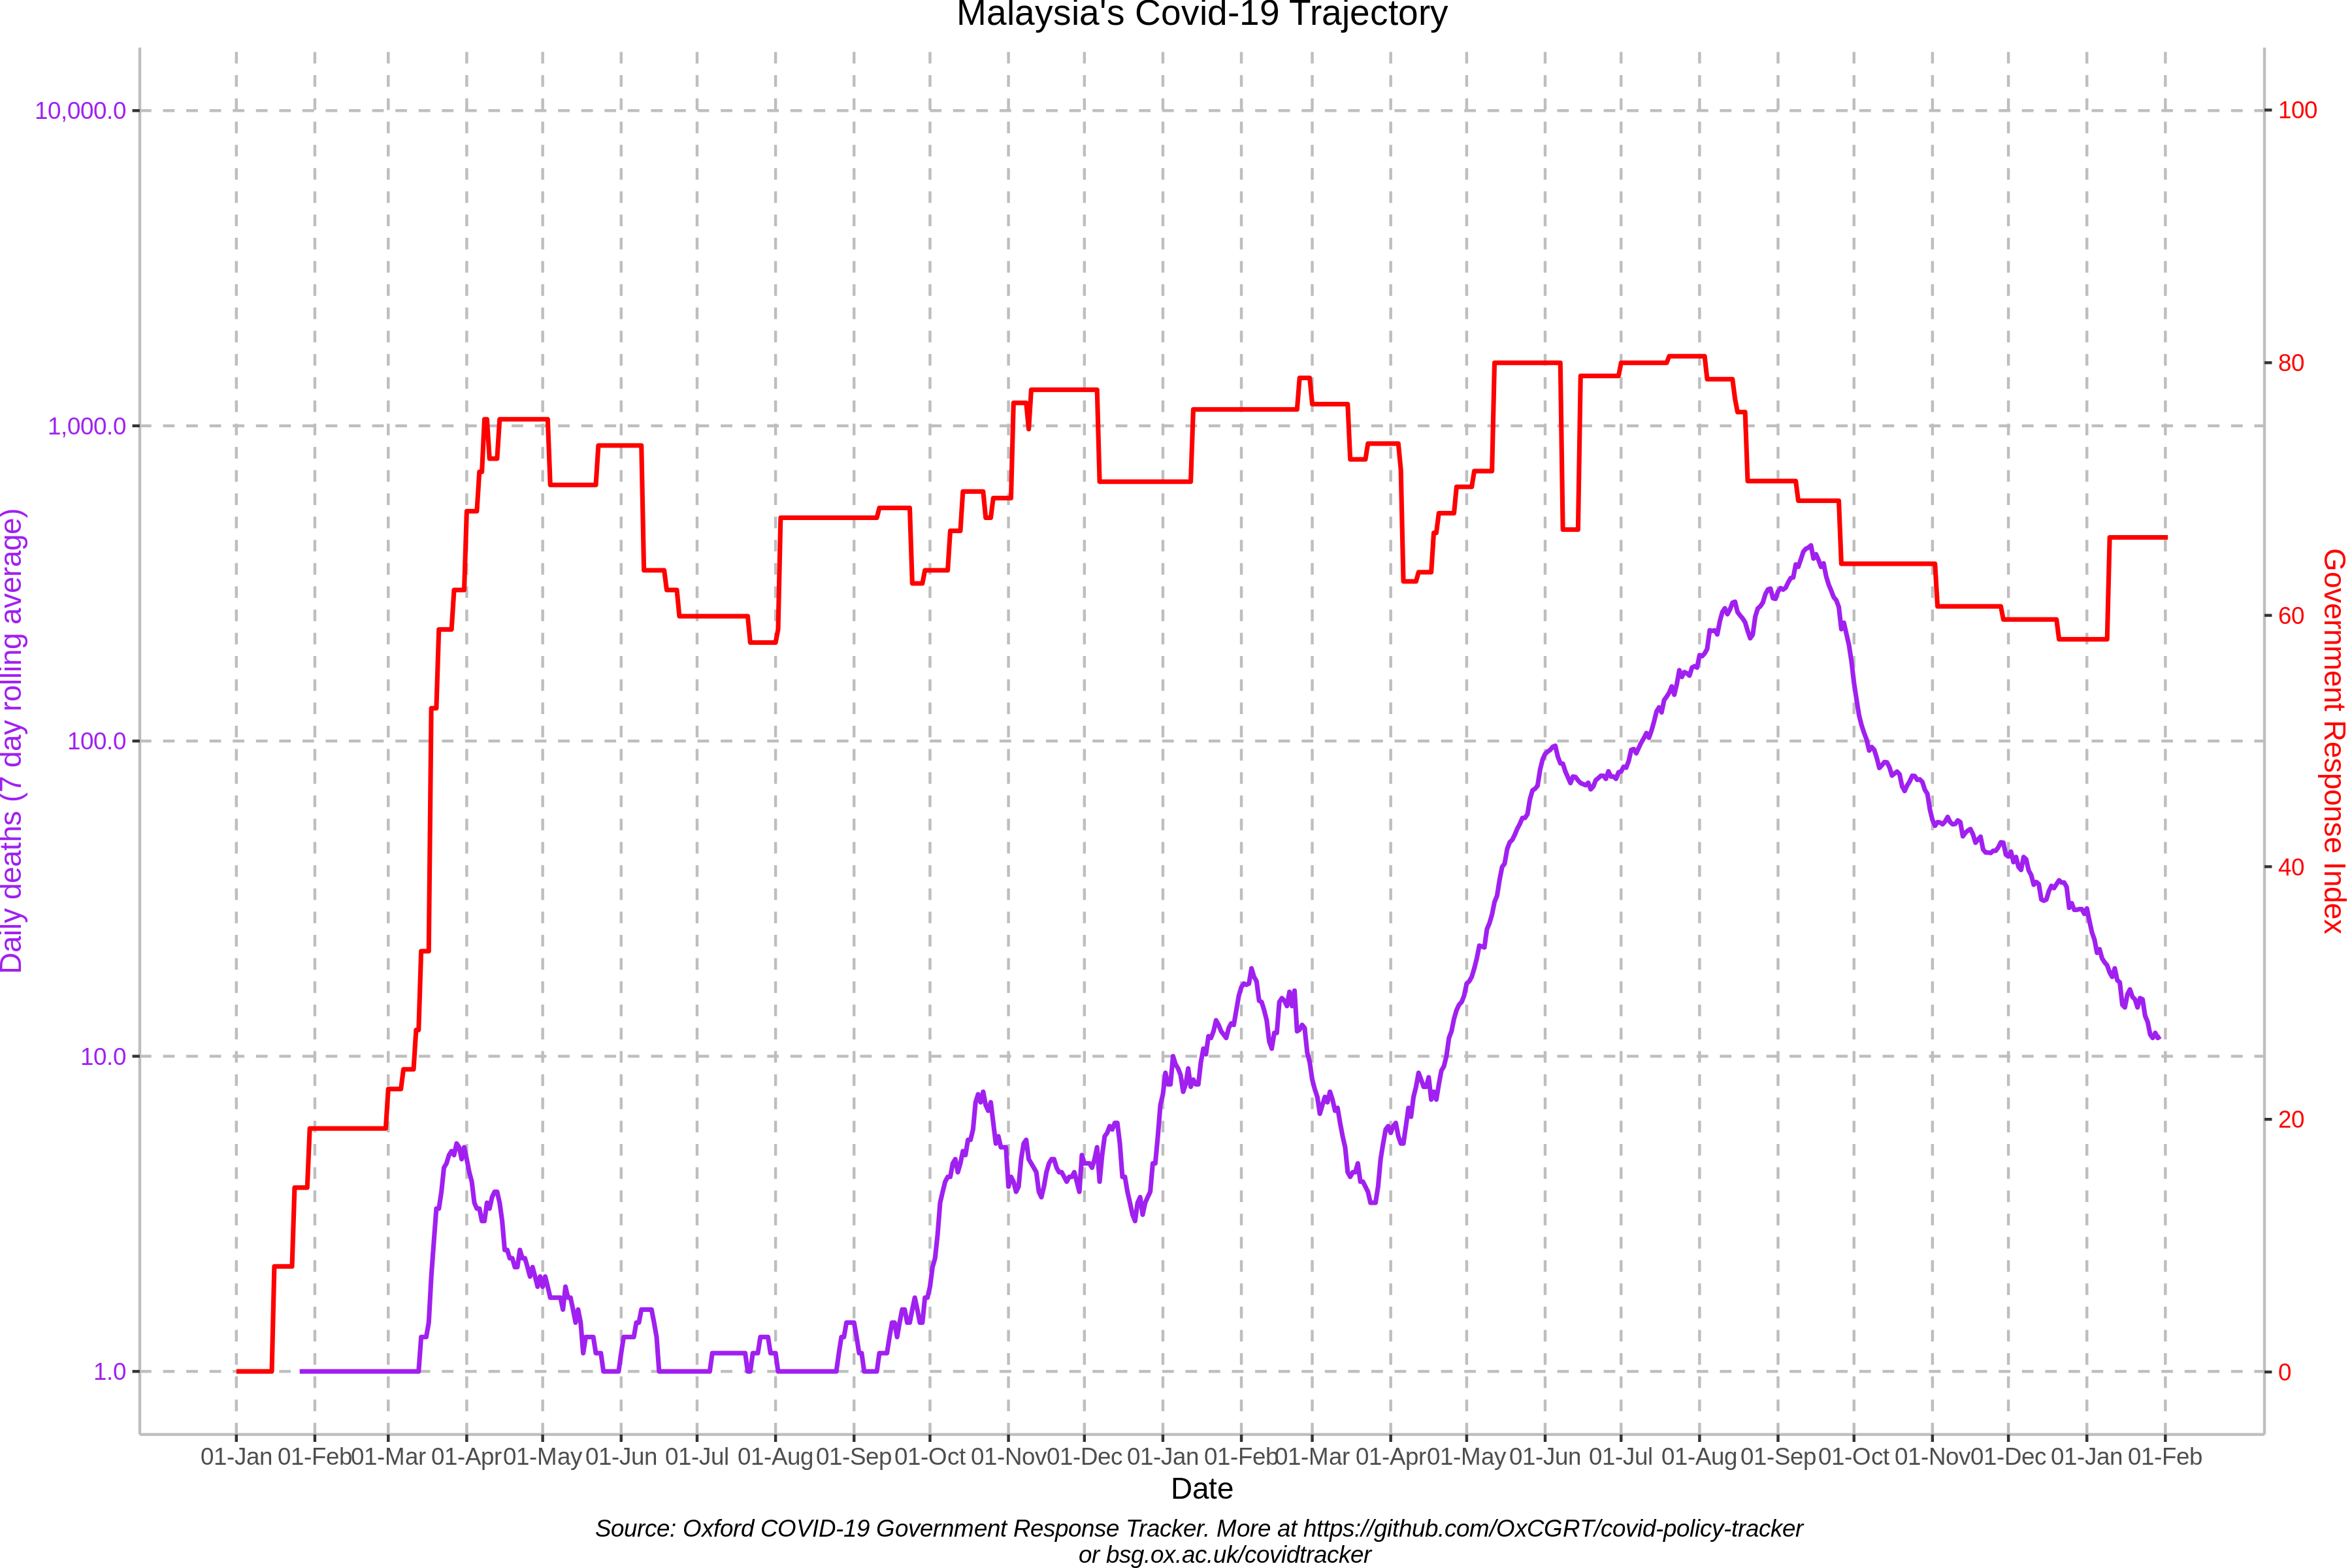 Malaysia's Covid-19 Trajectory
10,000.0
1,000.0
100.0
10.0
1.0
Daily deaths (7 day rolling average)
100
80
60
40
20
0
Government Response Index
01-Jan 01-Feb 01-Mar 01-Apr 01-May 01-Jun 01-Jul 01-Aug 01-Sep 01-Oct 01-Nov 01-Dec 01-Jan 01-Feb 01-Mar 01-Apr 01-May 01-Jun 01-Jul 01-Aug 01-Sep 01-Oct 01-Nov 01-Dec 01-Jan 01-Feb
Date
Source: Oxford COVID-19 Government Response Tracker. More at https://github.com/OxCGRT/covid-policy-tracker
or bsg.ox.ac.uk/covidtracker